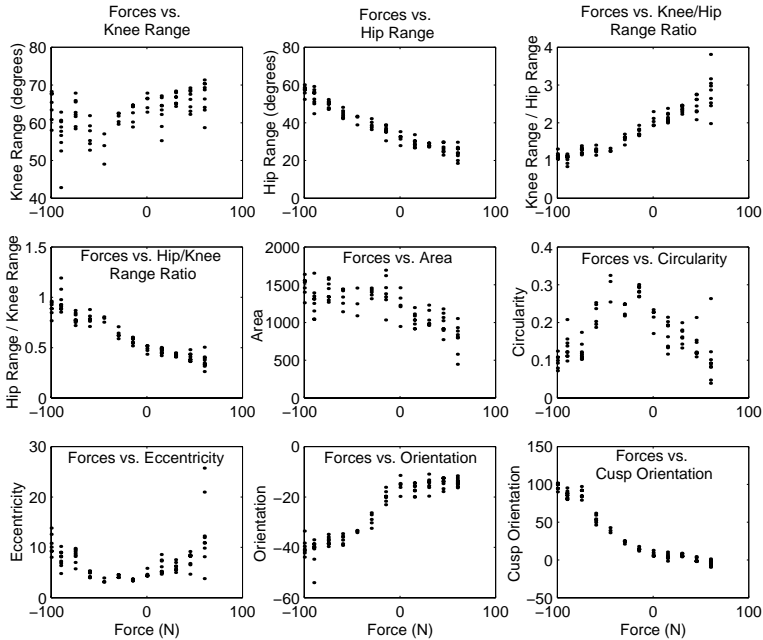 Forces vs.
Knee Range
Knee Range (degrees)
80
70
60
50
40
−100
0
100
Forces vs.
Hip Range
Hip Range (degrees)
80
60
40
20
0
−100
0
100
Forces vs. Knee/Hip
Range Ratio
Knee Range / Hip Range
4
3
2
1
0
−100
0
100
Forces vs. Hip/Knee
Range Ratio
Hip Range / Knee Range
1.5
1
0.5
0
−100
0
100
Forces vs. Area
Area
2000
1500
1000
500
0
−100
0
100
Forces vs. Circularity
Circularity
0.4
0.3
0.2
0.1
0
−100
0
100
Forces vs. Eccentricity
Eccentricity
30
20
10
0
−100
0
100
Force (N)
Forces vs. Orientation
Orientation
0
−20
−40
−60
−100
0
100
Force (N)
Forces vs.
Cusp Orientation
Cusp Orientation
150
100
50
0
−50
−100
0
100
Force (N)